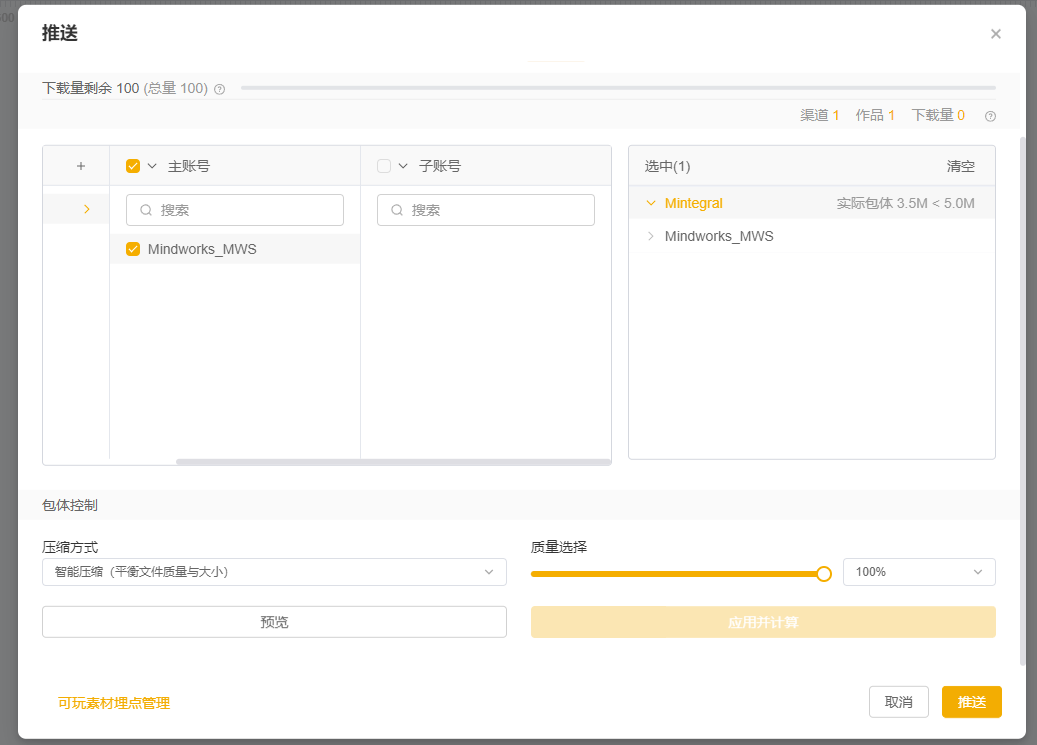 推送
下载量剩余 100 (总量 100)
渠道 1 作品 1 下载量 0
主账号
子账号
搜索
搜索
Mindworks_MWS
选中(1)
清空
Mintegral
实际包体 3.5M < 5.0M
Mindworks_MWS
包体控制
压缩方式
智能压缩（平衡文件质量与大小）
质量选择
100%
预览
应用并计算
可玩素材埋点管理
取消
推送